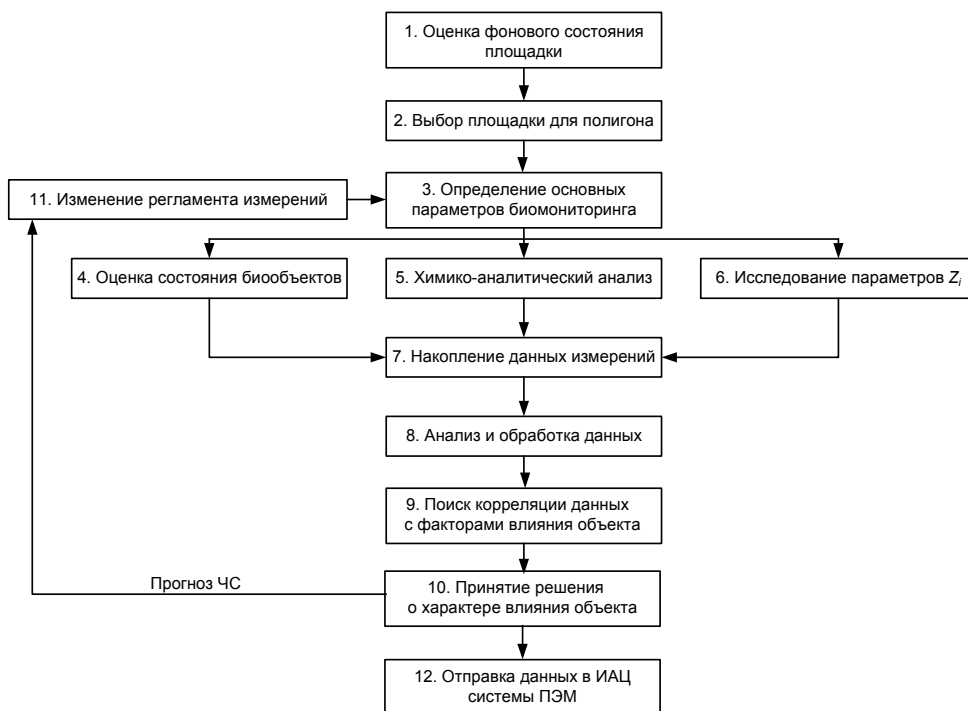 1. Оценка фонового состояния
площадки
2. Выбор площадки для полигона
11. Изменение регламента измерений
3. Определение основных
параметров биомониторинга
4. Оценка состояния биообъектов
5. Химико-аналитический анализ
6. Исследование параметров Zi
7. Накопление данных измерений
8. Анализ и обработка данных
9. Поиск корреляции данных
с факторами влияния объекта
Прогноз ЧС
10. Принятие решения
о характере влияния объекта
12. Отправка данных в ИАЦ
системы ПЭМ